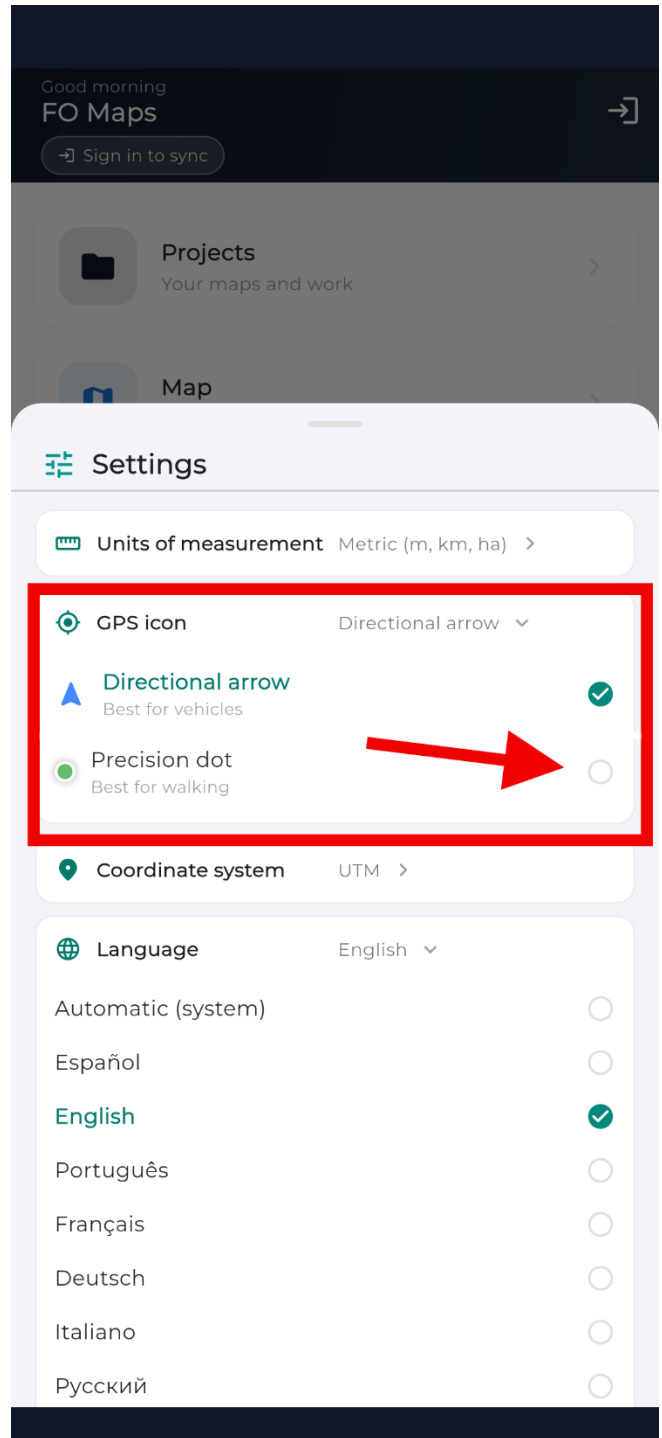 Good morning
FO Maps
Sign in to sync
Projects
Your maps and work
Map
Settings
Units of measurement Metric (m, km, ha)
GPS icon Directional arrow
Directional arrow
Best for vehicles
Precision dot
Best for walking
Coordinate system UTM
Language English
Automatic (system)
Español
English
Português
Français
Deutsch
Italiano
Русский